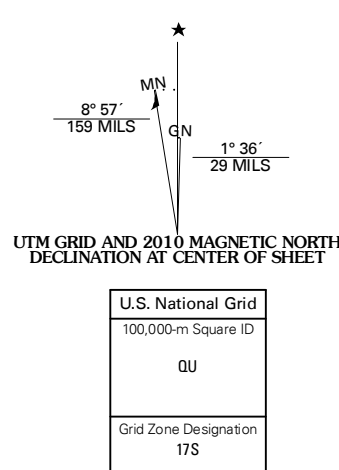 ★
MN
8° 57´
159 MILS
GN
1° 36´
29 MILS
UTM GRID AND 2010 MAGNETIC NORTH
DECLINATION AT CENTER OF SHEET
U.S. National Grid
100,000-m Square ID
QU
Grid Zone Designation
17S